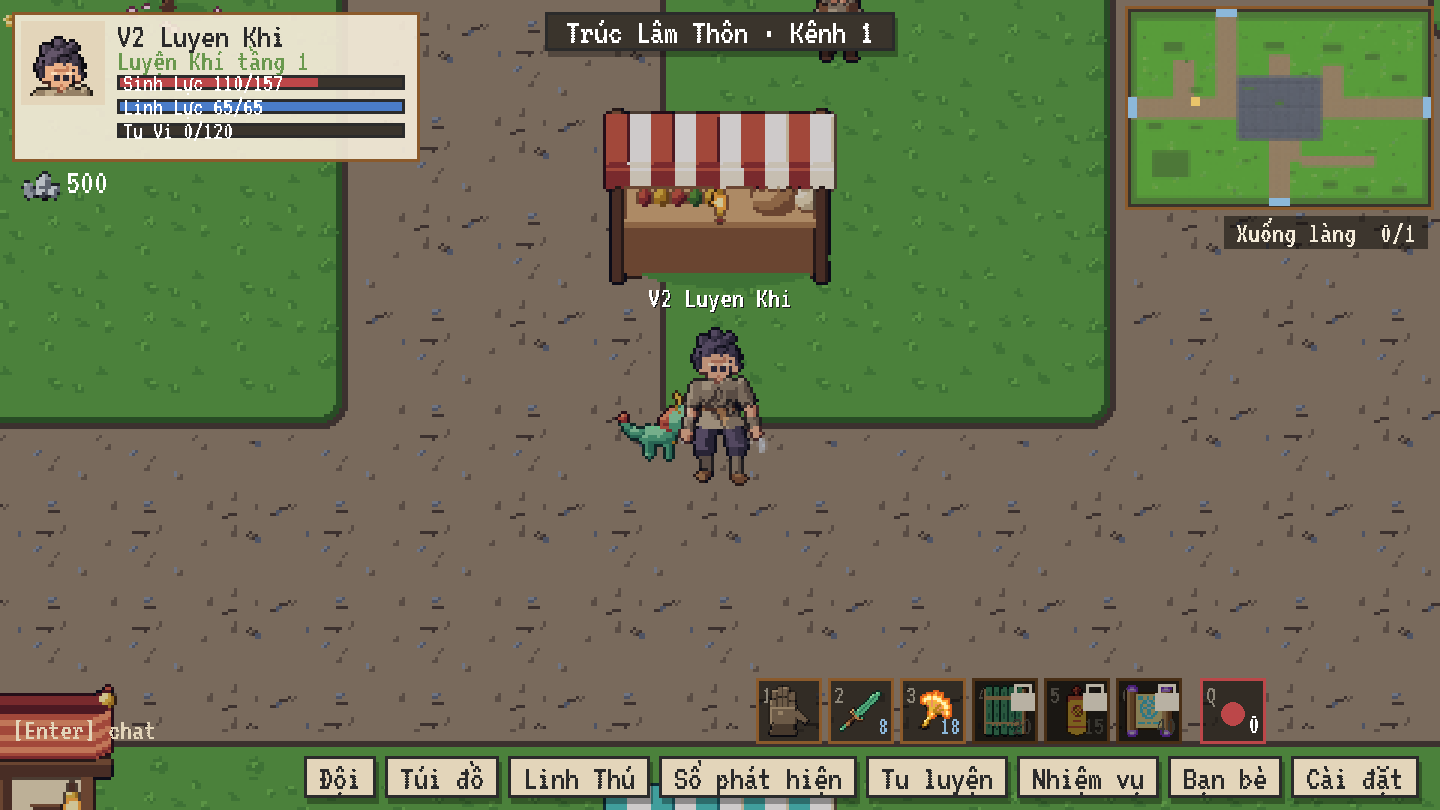 V2 Luyen Khi
Luyện Khí tầng 1
Sinh Lực 110/157
Linh Lực 65/65
Tu Vi 0/120
500
Trúc Lâm Thôn · Kênh 1
Xuống làng 0/1
V2 Luyen Khi
[Enter] chat
1
2
8
3
18
5
15
Q
0
Đội
Túi đồ
Linh Thú
Sổ phát hiện
Tu luyện
Nhiệm vụ
Bạn bè
Cài đặt